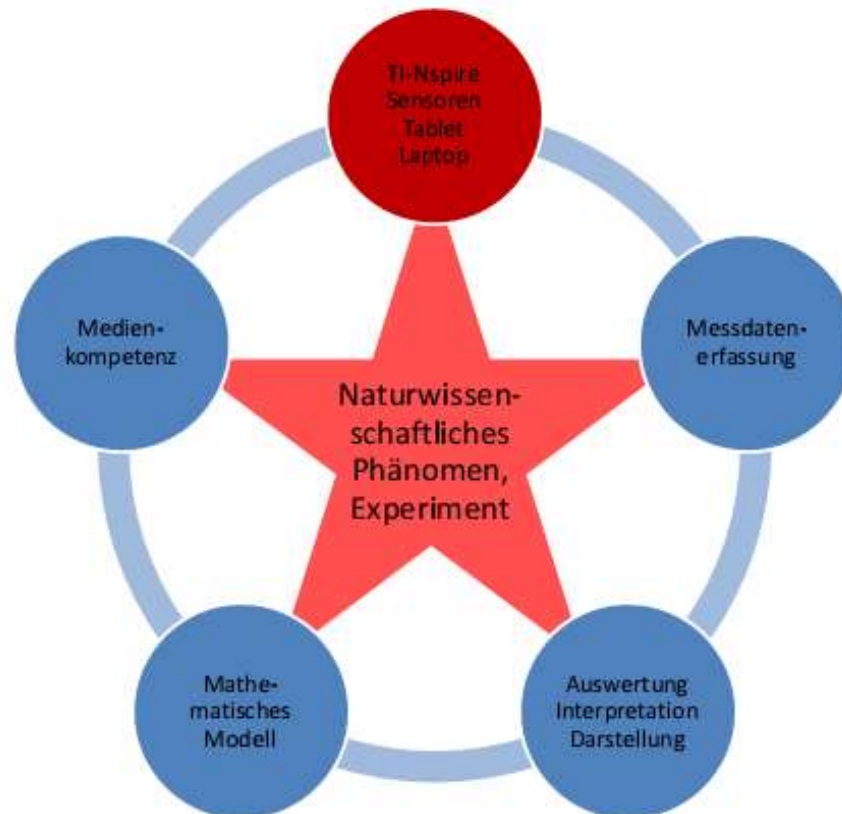 TI-Nspire
Sensoren
Tablet
Laptop
Medien-
kompetenz
Messdaten-
erfassung
Naturwissen-
schaftliches
Phänomen,
Experiment
Mathe-
matisches
Modell
Auswertung
Interpretation
Darstellung